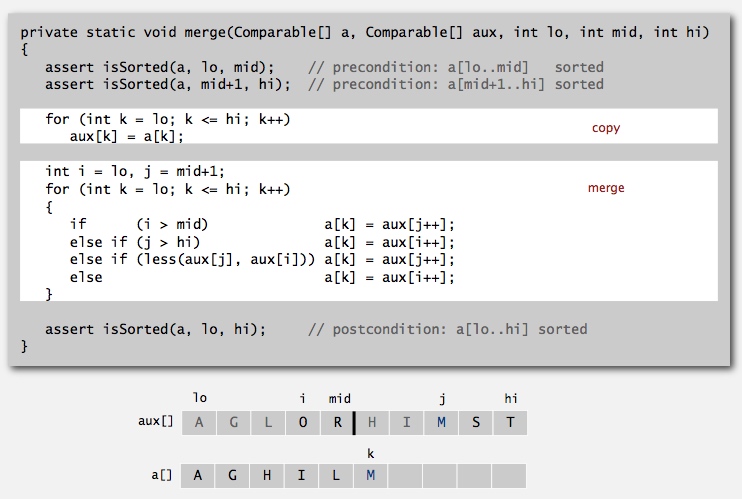 private static void merge(Comparable[] a, Comparable[] aux, int lo, int mid, int hi)
{
   assert isSorted(a, lo, mid);    // precondition: a[lo..mid]   sorted
   assert isSorted(a, mid+1, hi);  // precondition: a[mid+1..hi] sorted
   for (int k = lo; k <= hi; k++)
copy
      aux[k] = a[k];
   int i = lo, j = mid+1;
   for (int k = lo; k <= hi; k++)
merge
   {
      if      (i > mid)              a[k] = aux[j++];
      else if (j > hi)               a[k] = aux[i++];
      else if (less(aux[j], aux[i])) a[k] = aux[j++];
      else                           a[k] = aux[i++];
   }
   assert isSorted(a, lo, hi);     // postcondition: a[lo..hi] sorted
}
lo i mid j hi
aux[] A G L O R H I M S T
k
a[] A G H I L M